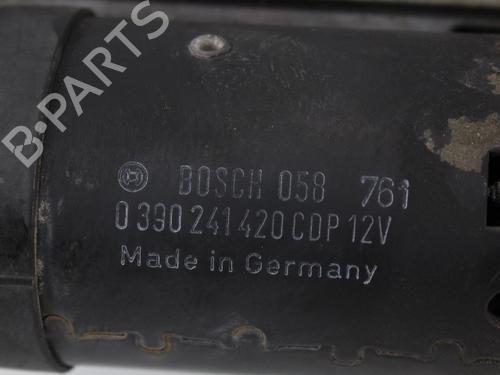 B-PARTS
BOSCH 058 761
0 390 241 420 CDP 12V
Made in Germany